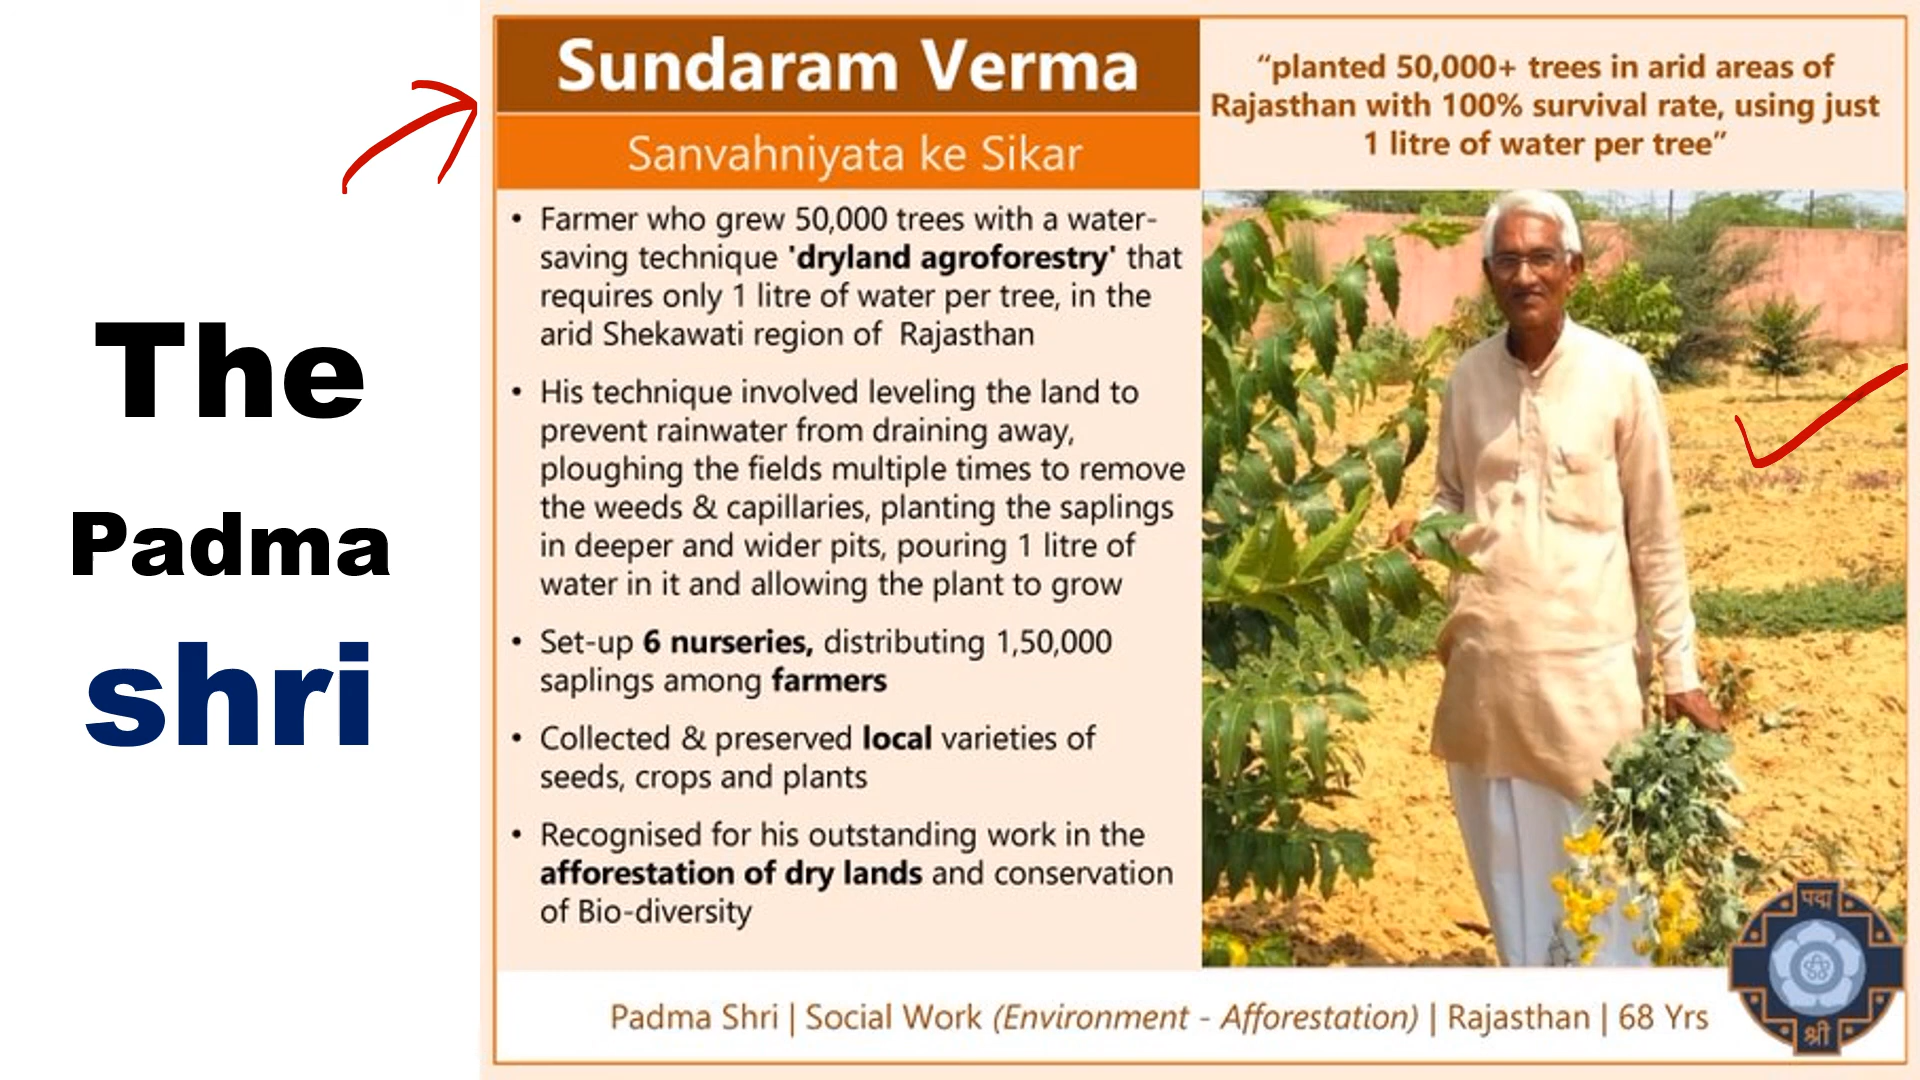 The
Padma
shri
Sundaram Verma
Sanvahniyata ke Sikar
“planted 50,000+ trees in arid areas of
Rajasthan with 100% survival rate, using just
1 litre of water per tree”
• Farmer who grew 50,000 trees with a water-
saving technique 'dryland agroforestry' that
requires only 1 litre of water per tree, in the
arid Shekawati region of Rajasthan
• His technique involved leveling the land to
prevent rainwater from draining away,
ploughing the fields multiple times to remove
the weeds & capillaries, planting the saplings
in deeper and wider pits, pouring 1 litre of
water in it and allowing the plant to grow
• Set-up 6 nurseries, distributing 1,50,000
saplings among farmers
• Collected & preserved local varieties of
seeds, crops and plants
• Recognised for his outstanding work in the
afforestation of dry lands and conservation
of Bio-diversity
पद्म
श्री
Padma Shri | Social Work (Environment - Afforestation) | Rajasthan | 68 Yrs